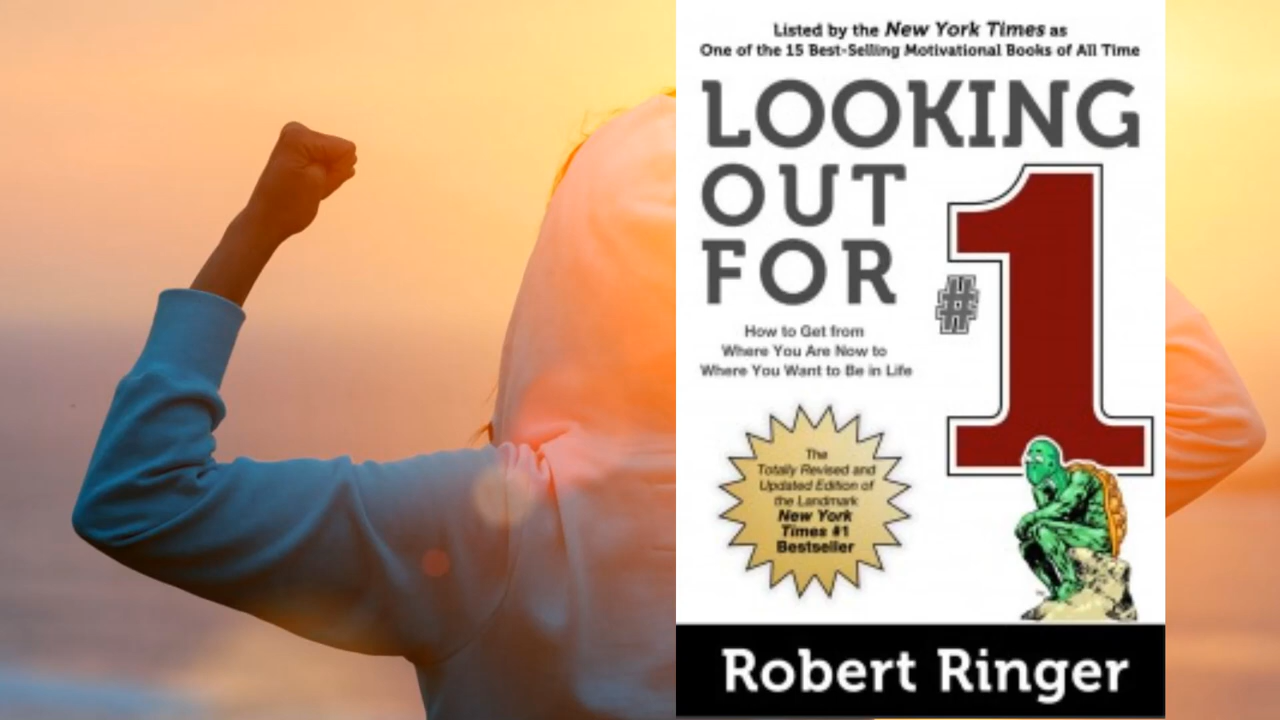 Listed by the New York Times as
One of the 15 Best-Selling Motivational Books of All Time
LOOKING
OUT
FOR
#1
How to Get from
Where You Are Now to
Where You Want to Be in Life
The
Totally Revised and
Updated Edition of
the Landmark
New York
Times #1
Bestseller
Robert Ringer